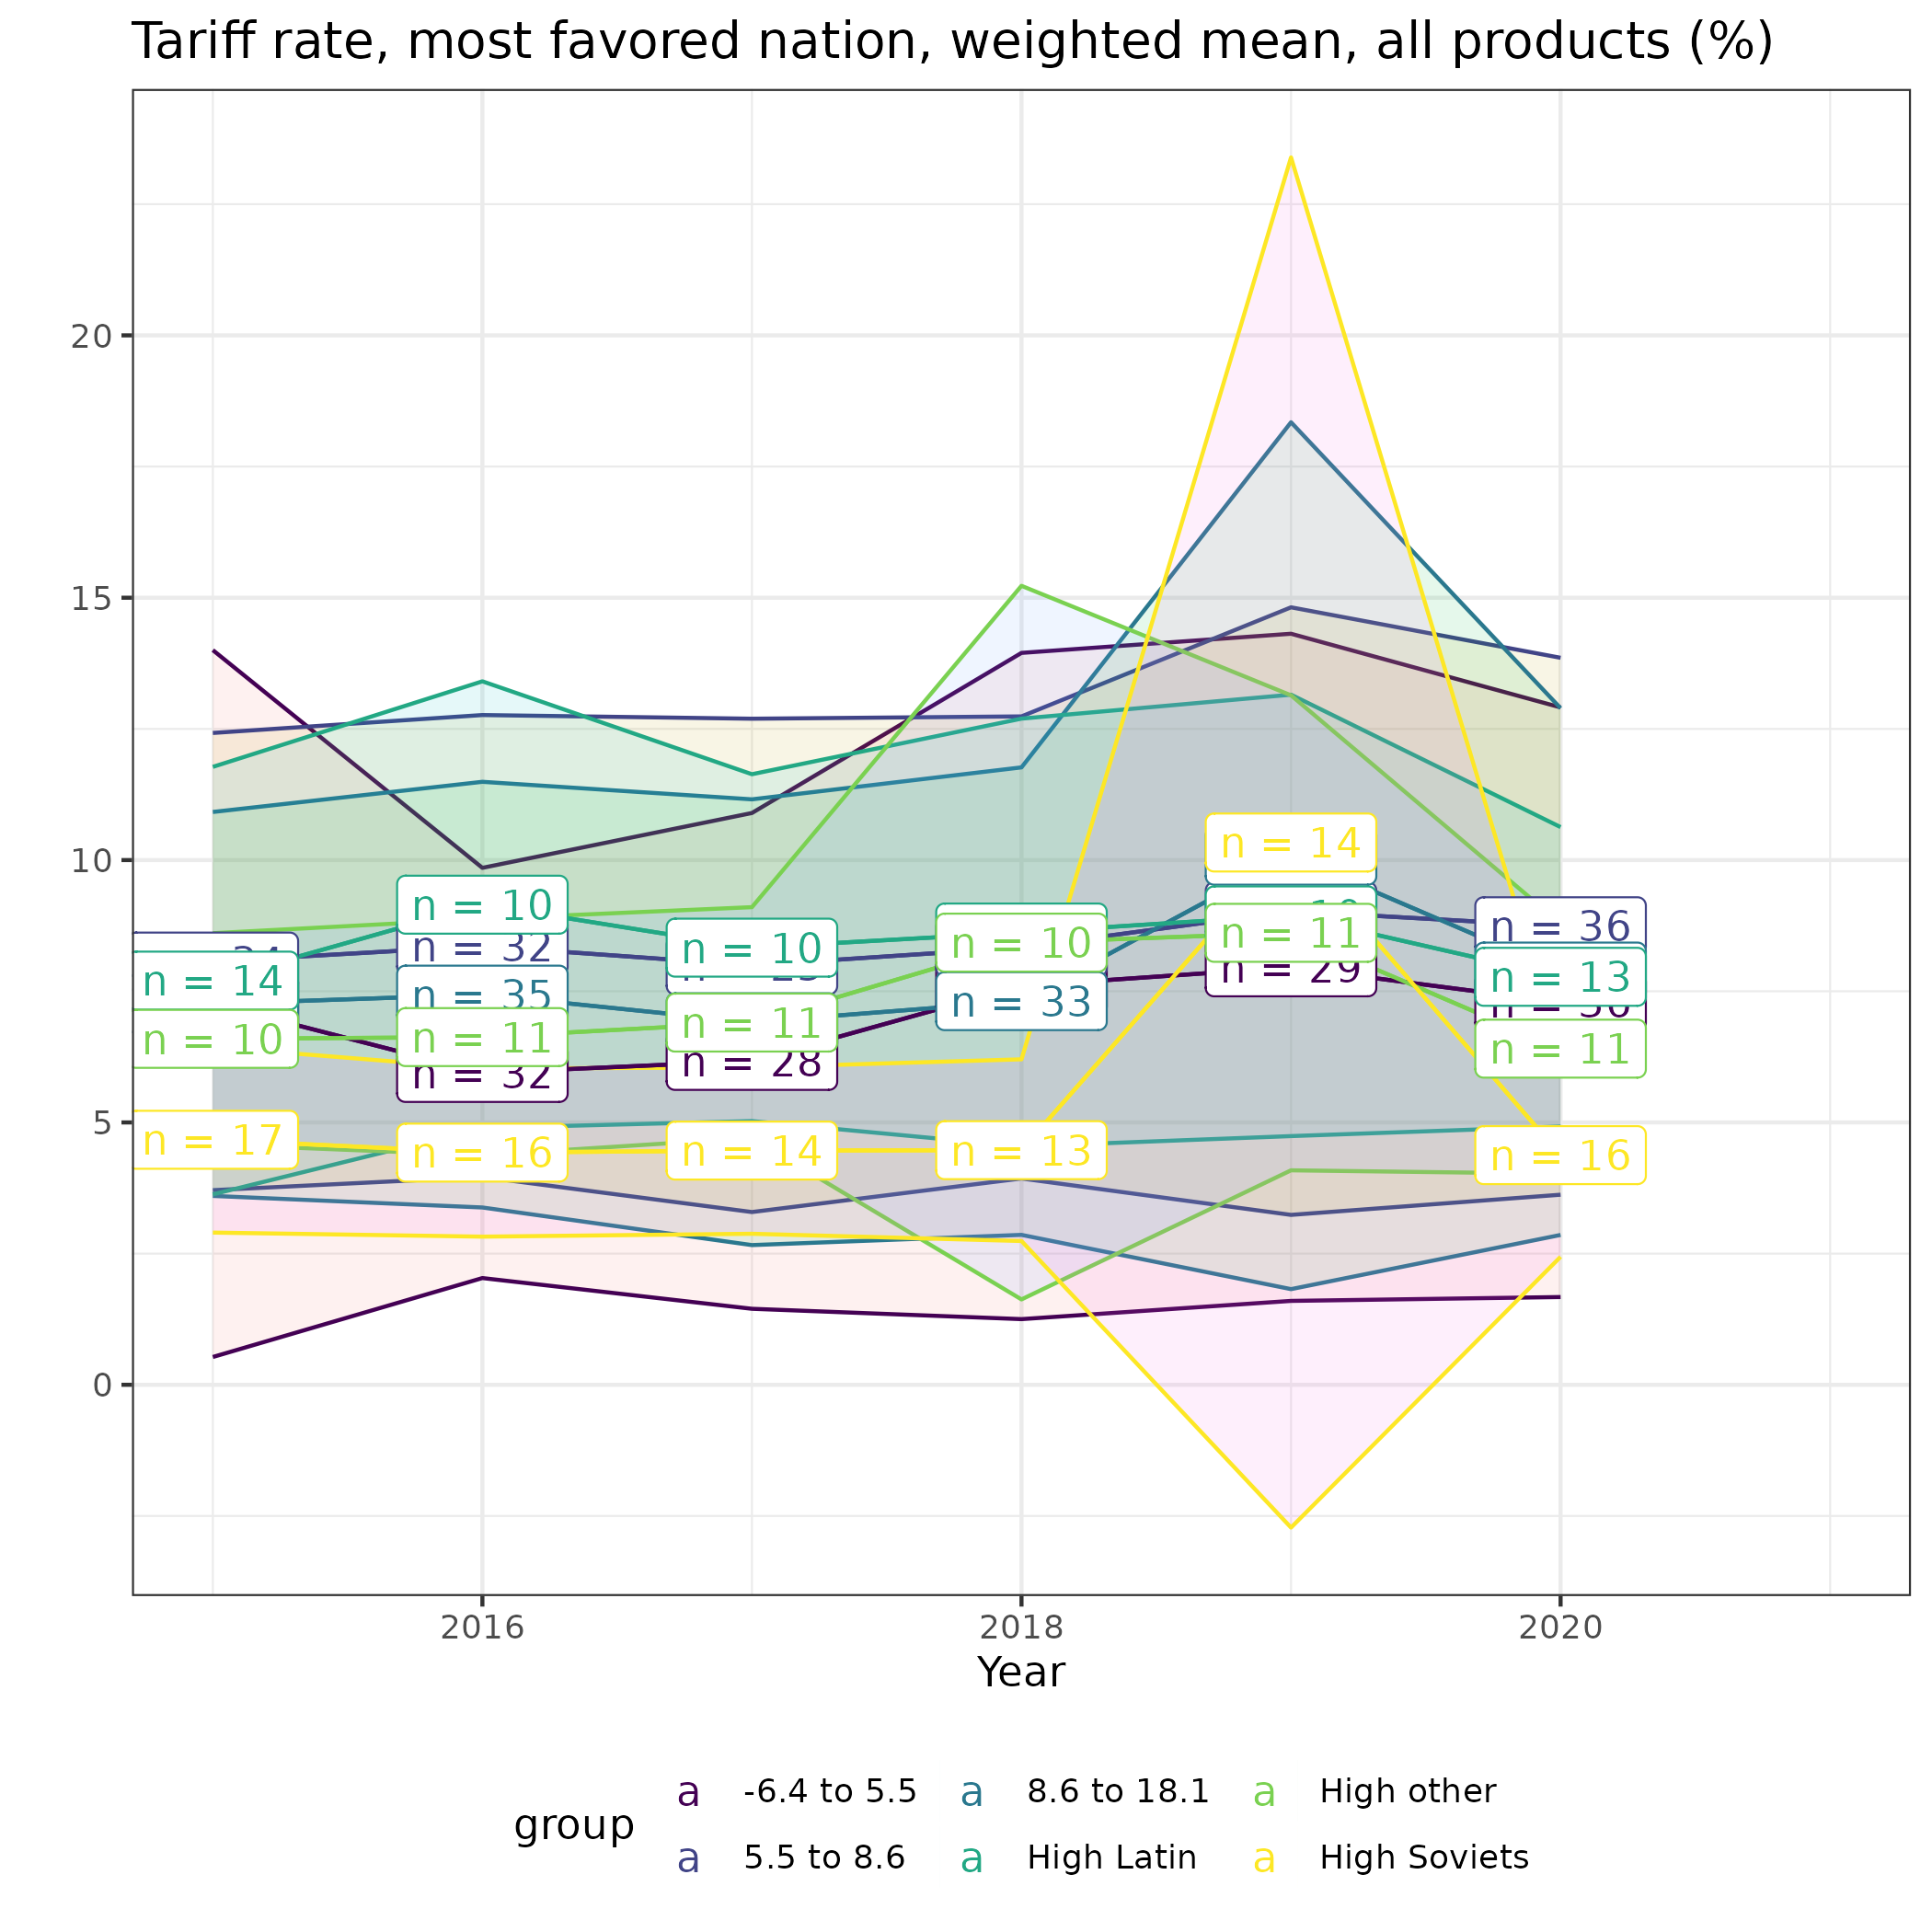 Tariff rate, most favored nation, weighted mean, all products (%)
20
15
10
5
0
n = 14
n = 10
n = 17
n = 10
n = 32
n = 35
n = 11
n = 32
n = 16
n = 10
n = 11
n = 28
n = 14
n = 10
n = 33
n = 13
n = 14
n = 11
n = 29
n = 36
n = 13
n = 11
n = 16
2016 2018 2020
Year
group
a -6.4 to 5.5 a 8.6 to 18.1 a High other
a 5.5 to 8.6 a High Latin a High Soviets